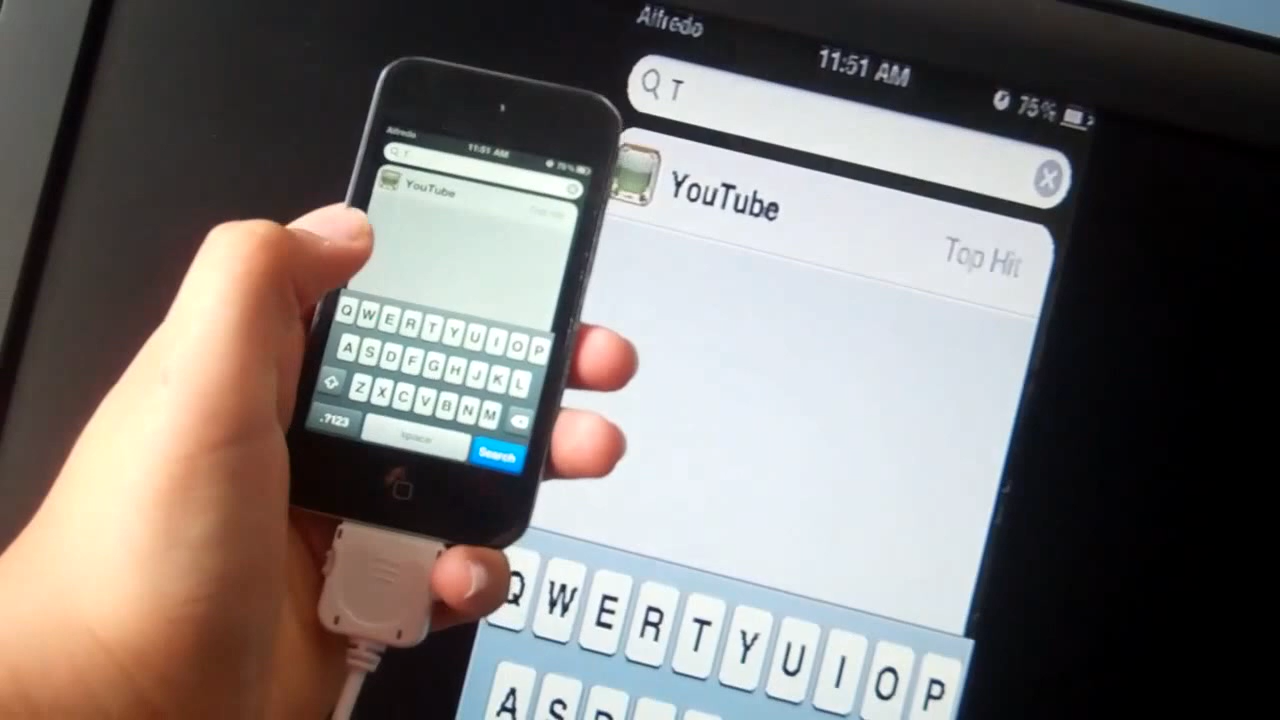 Alfredo
11:51 AM
75%
T
YouTube
Top Hit
Q W E R T Y U I O P
A S D
Alfredo
11:51 AM
75%
T
YouTube
Top Hit
Q W E R T Y U I O P
A S D F G H J K L
Z X C V B N M
.?123
space
Search